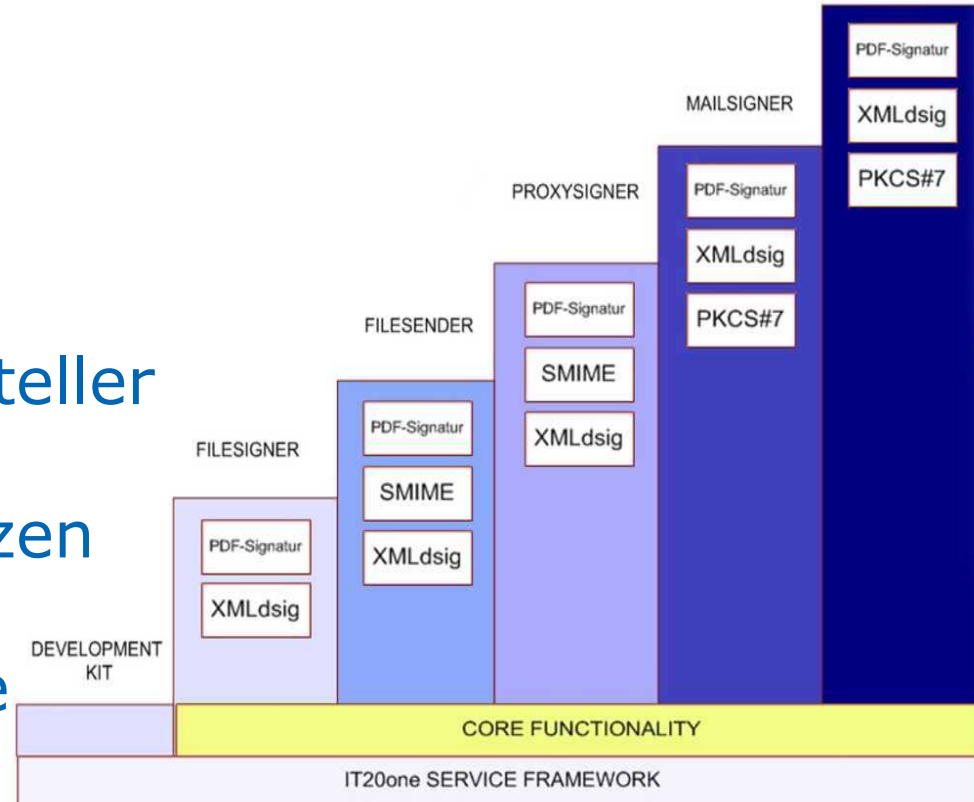 PDF-Signatur
XMLdsig
PKCS#7
MAILSIGNER
PDF-Signatur
XMLdsig
PKCS#7
PROXYSIGNER
PDF-Signatur
SMIME
XMLdsig
FILESENDER
PDF-Signatur
SMIME
XMLdsig
FILESIGNER
PDF-Signatur
XMLdsig
DEVELOPMENT
KIT
teller
zen
e
CORE FUNCTIONALITY
IT20one SERVICE FRAMEWORK